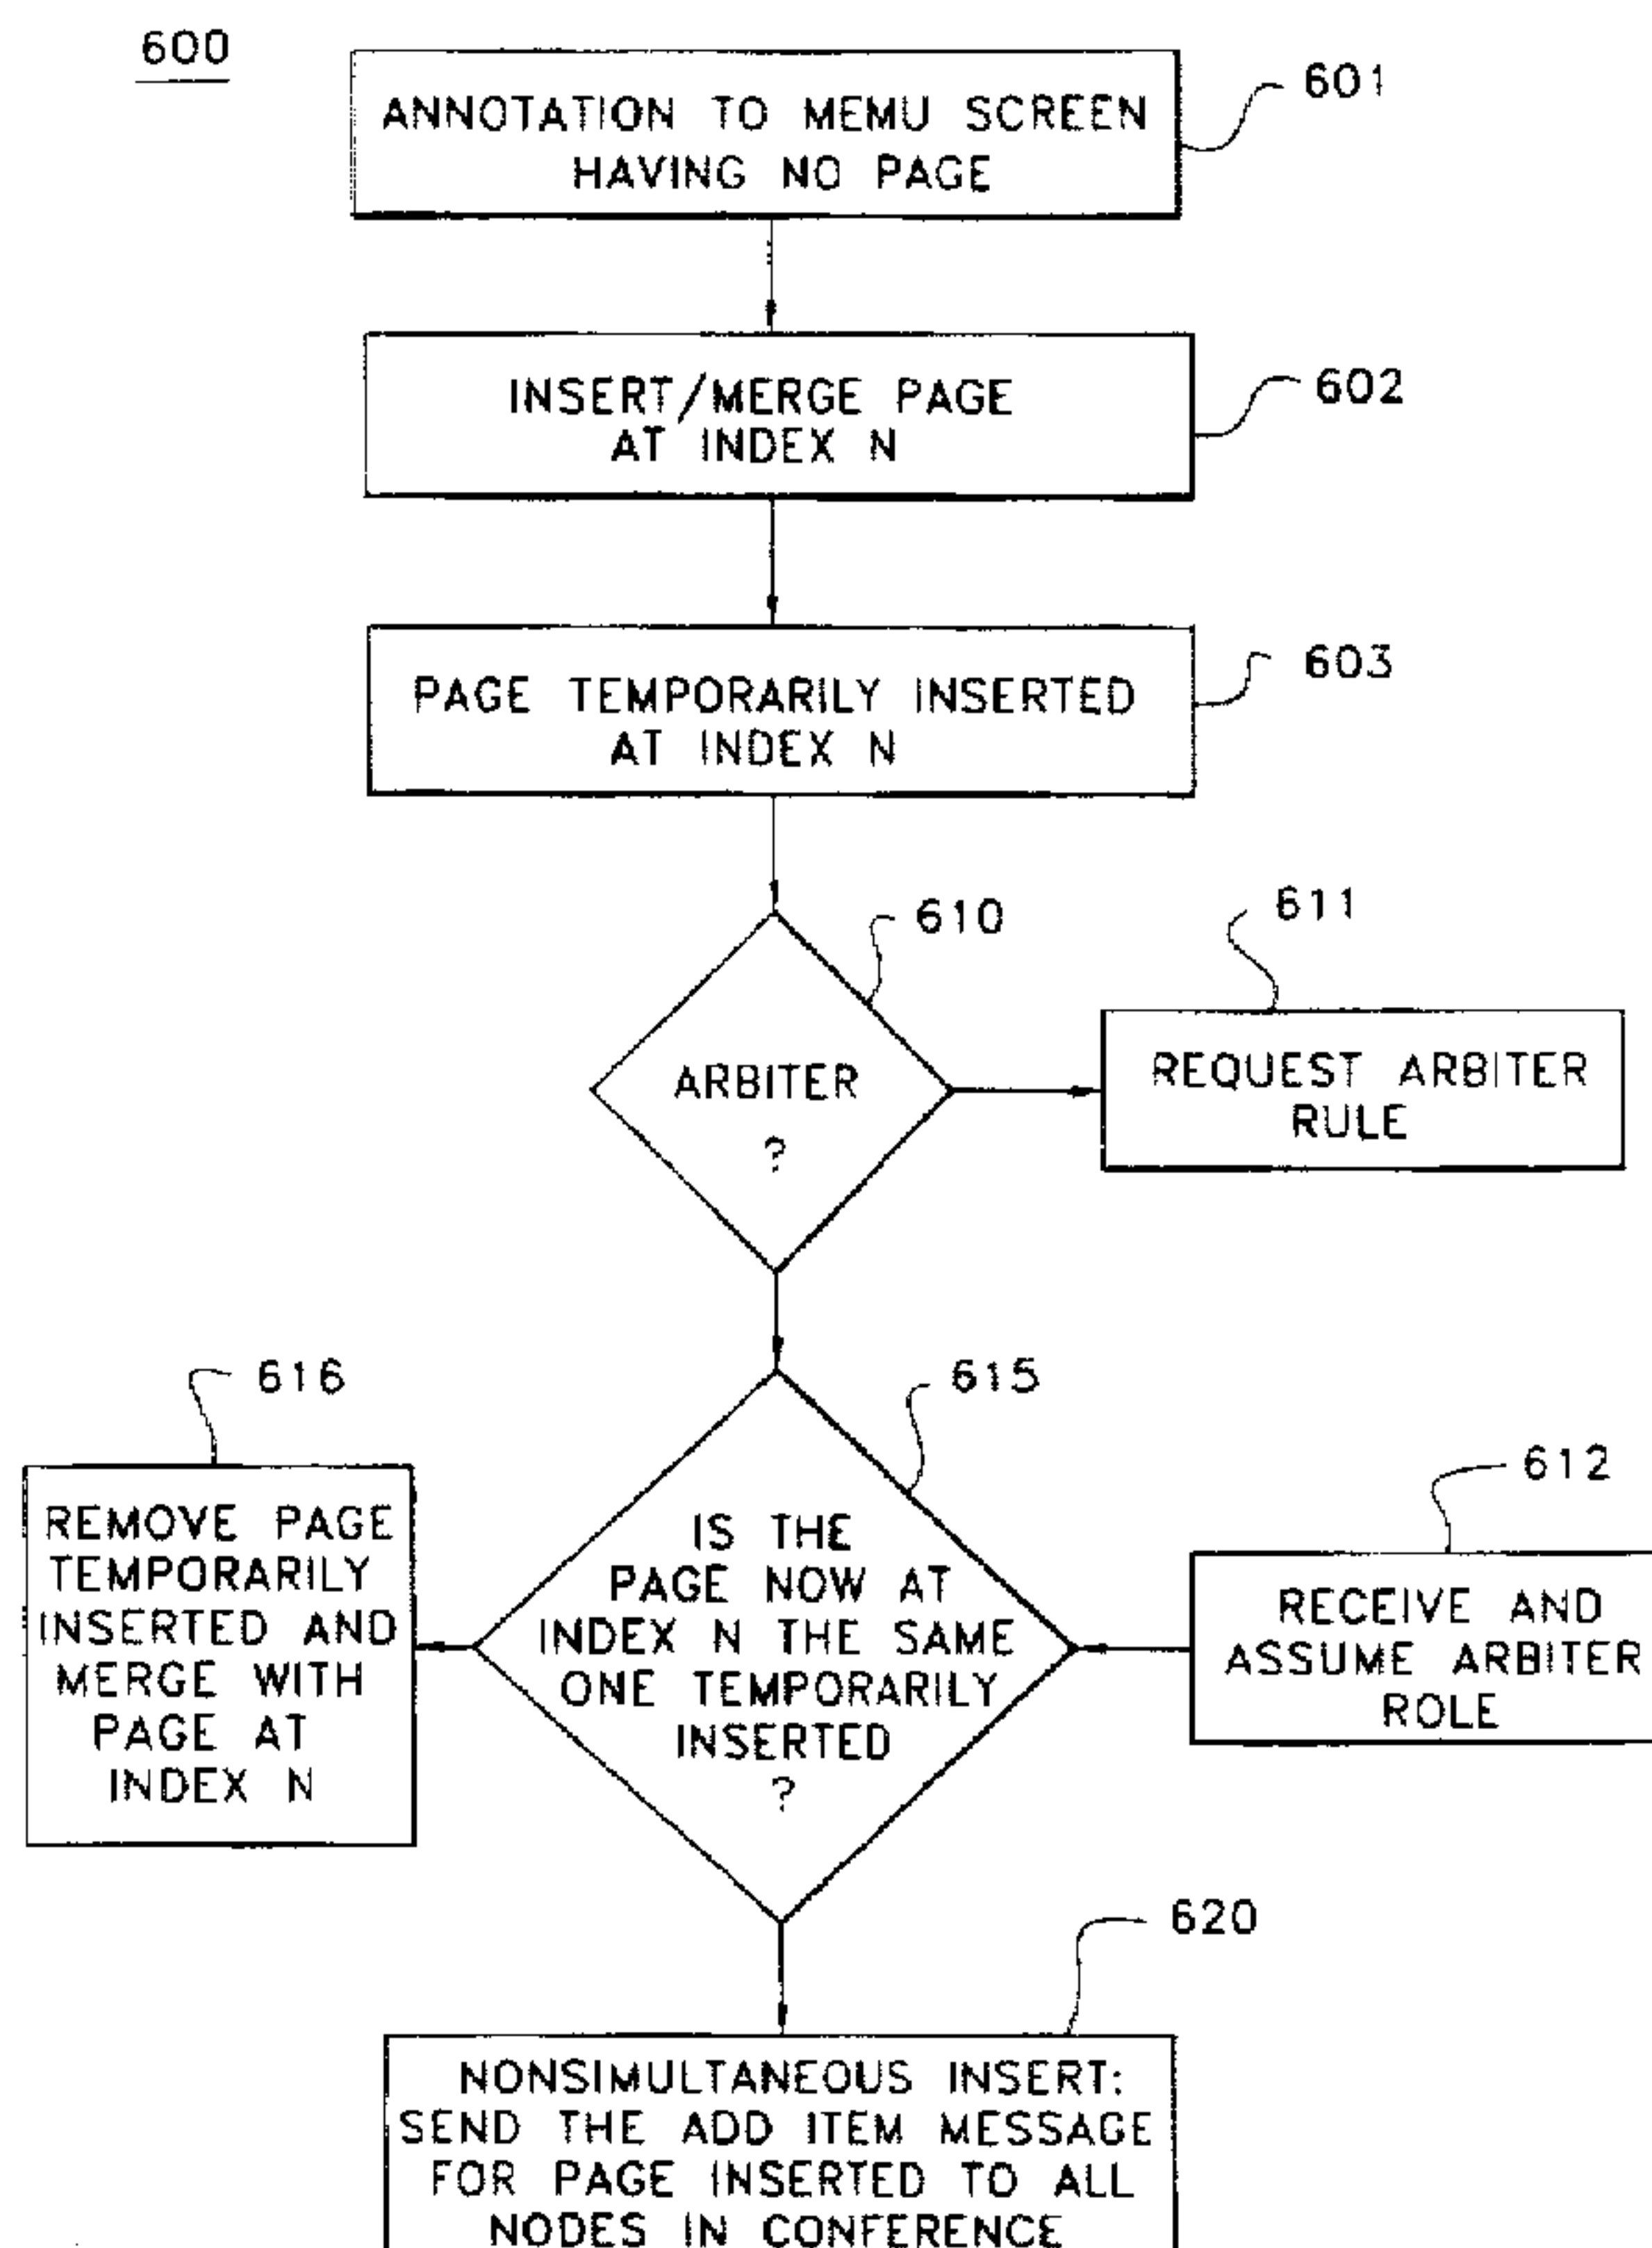 600
601
ANNOTATION TO MEMU SCREEN
HAVING NO PAGE
602
INSERT/MERGE PAGE
AT INDEX N
603
PAGE TEMPORARILY INSERTED
AT INDEX N
610
611
ARBITER
?
REQUEST ARBITER
RULE
616
615
612
REMOVE PAGE
TEMPORARILY
INSERTED AND
MERGE WITH
PAGE AT
INDEX N
IS THE
PAGE NOW AT
INDEX N THE SAME
ONE TEMPORARILY
INSERTED
?
RECEIVE AND
ASSUME ARBITER
ROLE
620
NONSIMULTANEOUS INSERT:
SEND THE ADD ITEM MESSAGE
FOR PAGE INSERTED TO ALL
NODES IN CONFERENCE